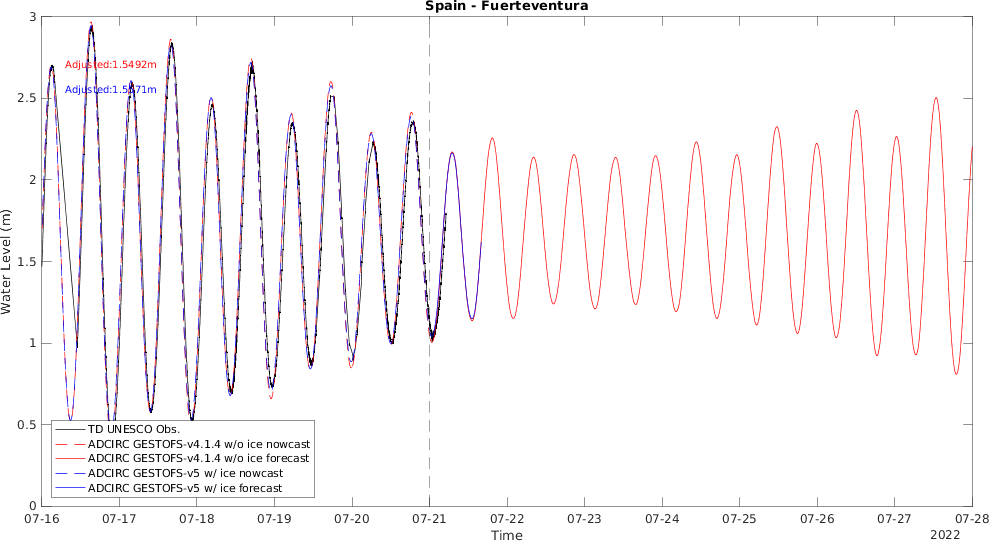 Spain - Fuerteventura
Adjusted:1.5492m
Water Level (m)
3
2.5
2
1.5
1
0.5
0
TD UNESCO Obs.
ADCIRC GESTOFS-v4.1.4 w/o ice nowcast
ADCIRC GESTOFS-v4.1.4 w/o ice forecast
ADCIRC GESTOFS-v5 w/ ice nowcast
ADCIRC GESTOFS-v5 w/ ice forecast
07-16 07-17 07-18 07-19 07-20 07-21 07-22 07-23 07-24 07-25 07-26 07-27 07-28
Time
2022